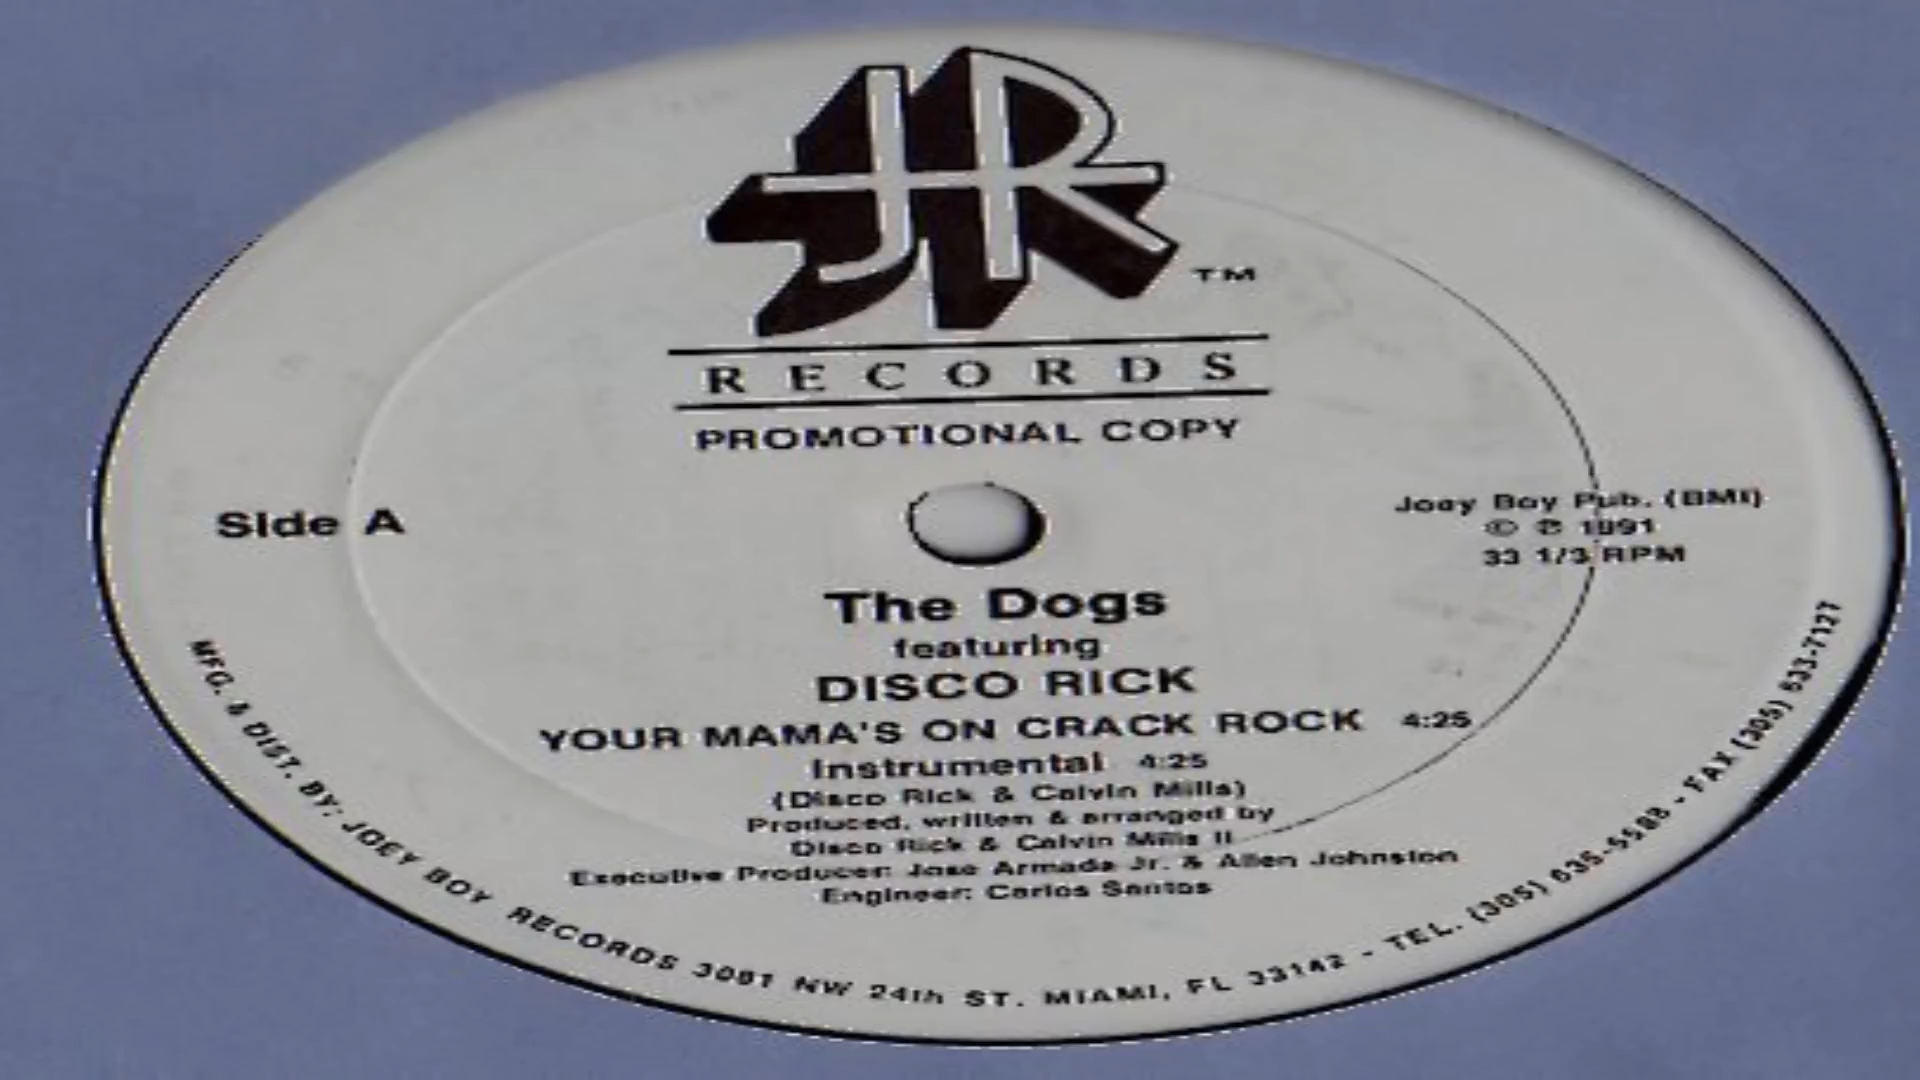 JR
TM
RECORDS
PROMOTIONAL COPY
Side A
Joey Boy Pub. (BMI)
© ℗ 1991
33 1/3 RPM
The Dogs
featuring
DISCO RICK
YOUR MAMA'S ON CRACK ROCK 4:25
Instrumental 4:25
(Disco Rick & Calvin Mills)
Produced, written & arranged by
Disco Rick & Calvin Mills II
Executive Producer: Jose Armada Jr. & Allen Johnston
Engineer: Carlos Santos
MFG. & DIST. BY: JOEY BOY RECORDS 3081 NW 24th ST. MIAMI, FL 33142 - TEL. (305) 635-5588 - FAX (305) 633-7127